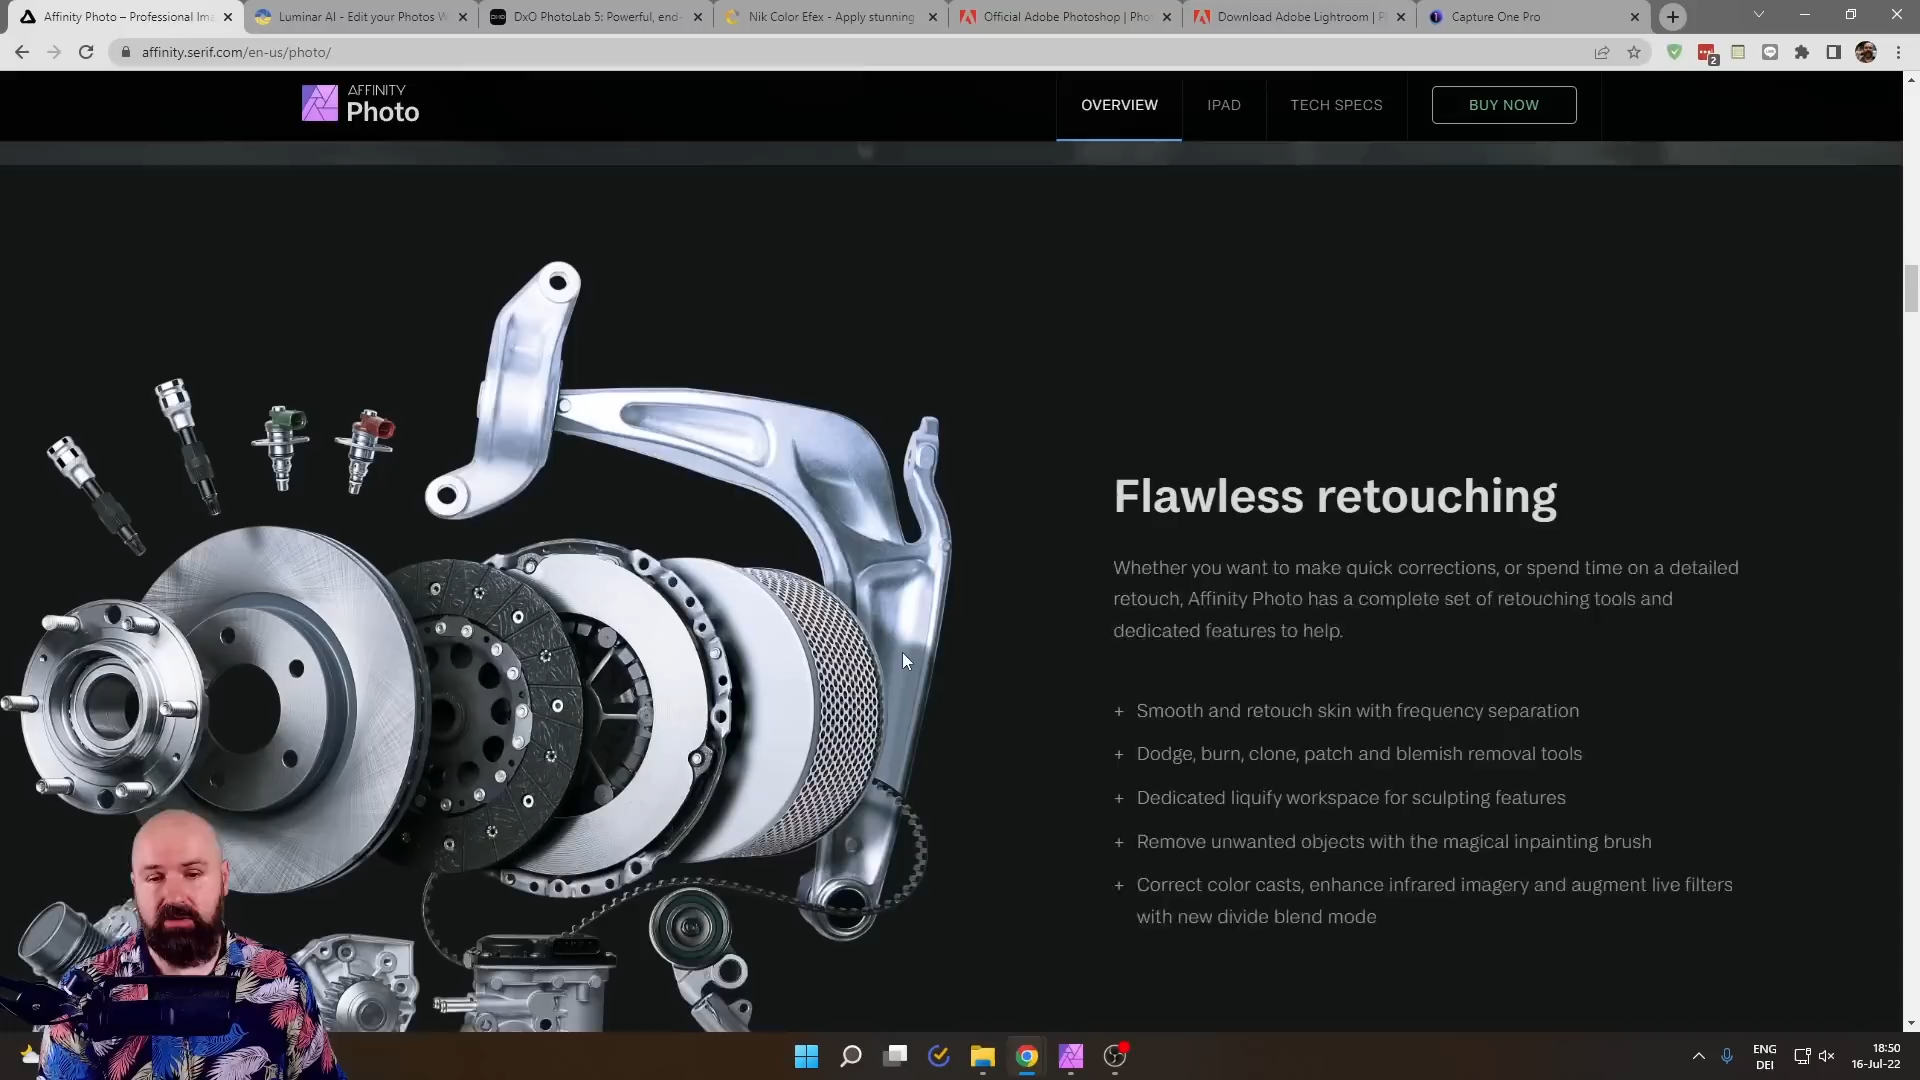 Affinity Photo – Professional Ima
Luminar AI - Edit your Photos W
DxO PhotoLab 5: Powerful, end-
Nik Color Efex - Apply stunning
Official Adobe Photoshop | Pho
Download Adobe Lightroom | P
Capture One Pro
affinity.serif.com/en-us/photo/
2
AFFINITY
Photo
OVERVIEW
IPAD
TECH SPECS
BUY NOW
Flawless retouching
Whether you want to make quick corrections, or spend time on a detailed
retouch, Affinity Photo has a complete set of retouching tools and
dedicated features to help.
+ Smooth and retouch skin with frequency separation
+ Dodge, burn, clone, patch and blemish removal tools
+ Dedicated liquify workspace for sculpting features
+ Remove unwanted objects with the magical inpainting brush
+ Correct color casts, enhance infrared imagery and augment live filters
with new divide blend mode
ENG
DEI
18:50
16-Jul-22